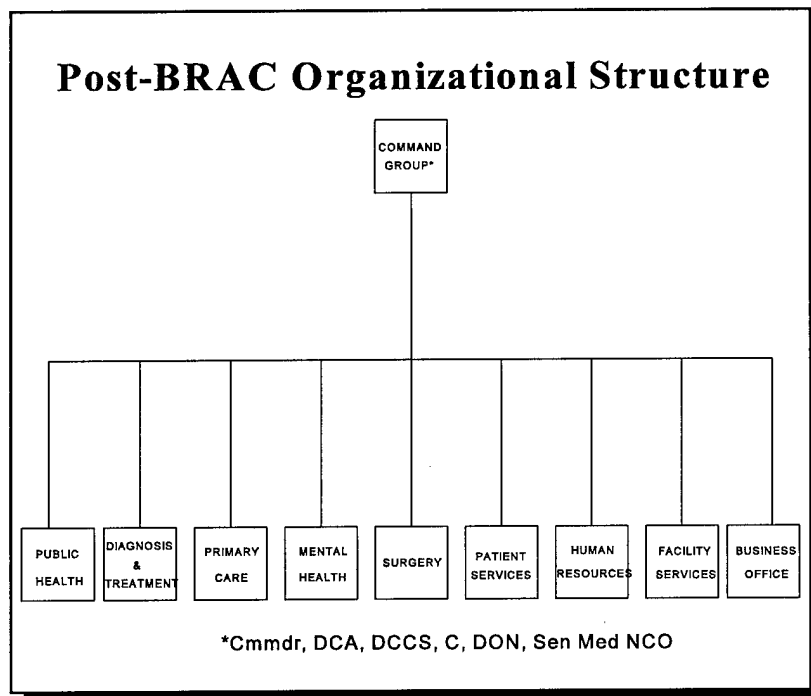 Post-BRAC Organizational Structure
COMMAND
GROUP*
PUBLIC
HEALTH
DIAGNOSIS
&
TREATMENT
PRIMARY
CARE
MENTAL
HEALTH
SURGERY
PATIENT
SERVICES
HUMAN
RESOURCES
FACILITY
SERVICES
BUSINESS
OFFICE
*Cmmdr, DCA, DCCS, C, DON, Sen Med NCO